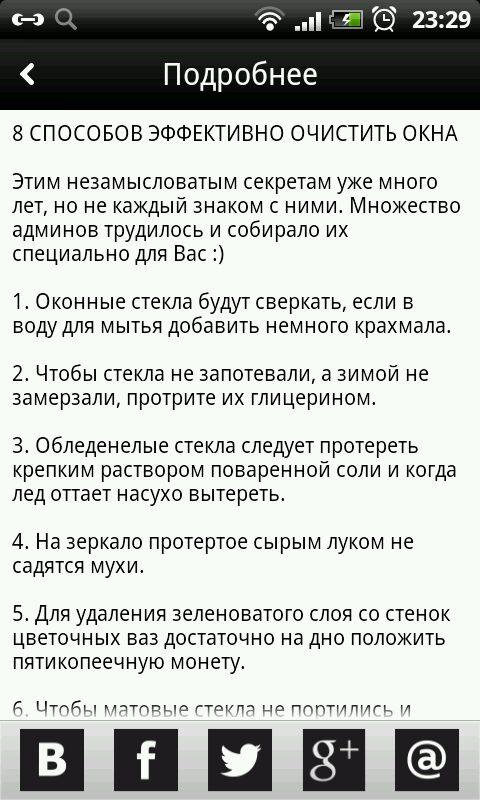 23:29
Подробнее
8 СПОСОБОВ ЭФФЕКТИВНО ОЧИСТИТЬ ОКНА
Этим незамысловатым секретам уже много
лет, но не каждый знаком с ними. Множество
админов трудилось и собирало их
специально для Вас :)
1. Оконные стекла будут сверкать, если в
воду для мытья добавить немного крахмала.
2. Чтобы стекла не запотевали, а зимой не
замерзали, протрите их глицерином.
3. Обледенелые стекла следует протереть
крепким раствором поваренной соли и когда
лед оттает насухо вытереть.
4. На зеркало протертое сырым луком не
садятся мухи.
5. Для удаления зеленоватого слоя со стенок
цветочных ваз достаточно на дно положить
пятикопеечную монету.
6. Чтобы матовые стекла не портились и
B f g+ @